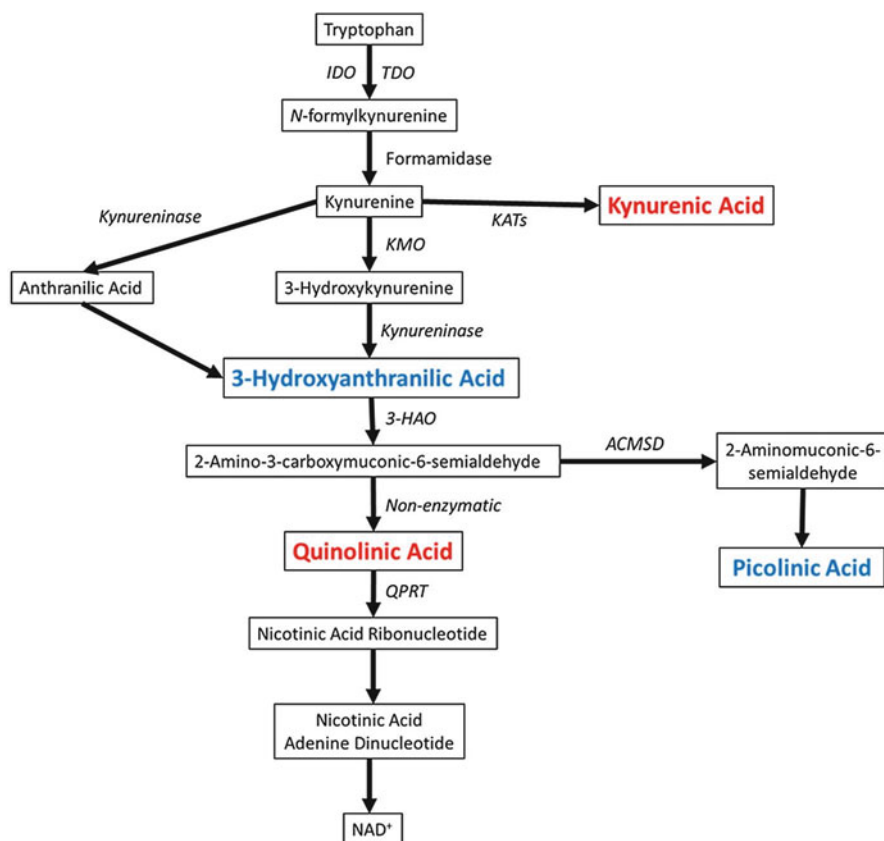 Tryptophan
IDO TDO
N-formylkynurenine
Formamidase
Kynureninase
Kynurenine
KATs
Kynurenic Acid
KMO
Anthranilic Acid
3-Hydroxykynurenine
Kynureninase
3-Hydroxyanthranilic Acid
3-HAO
2-Amino-3-carboxymuconic-6-semialdehyde
ACMSD
2-Aminomuconic-6-
semialdehyde
Non-enzymatic
Quinolinic Acid
Picolinic Acid
QPRT
Nicotinic Acid Ribonucleotide
Nicotinic Acid
Adenine Dinucleotide
NAD⁺